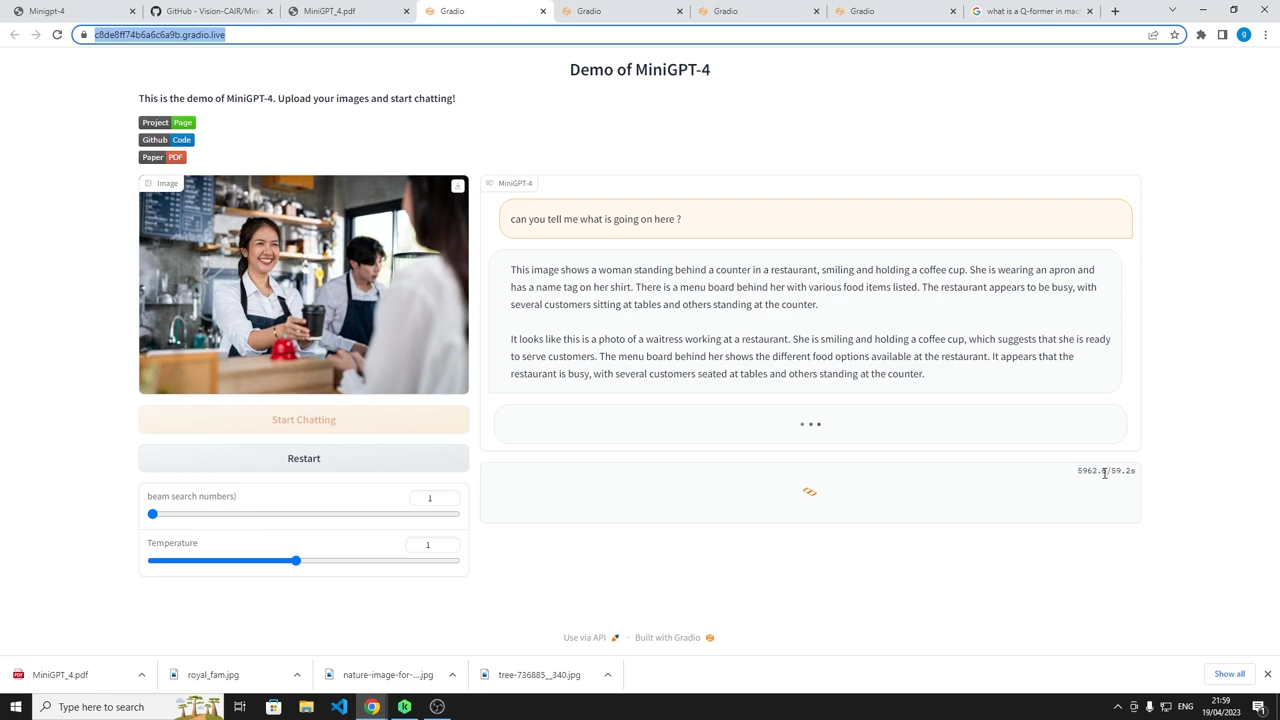 Minigpt-4
GitHub - Vision-CAIR/Mini
MiniGPT_4.pdf
Gradio
Gradio
Gradio
Gradio
what is a Q-former in mac
c8de8ff74b6a6c6a9b.gradio.live
g
Demo of MiniGPT-4
This is the demo of MiniGPT-4. Upload your images and start chatting!
Project Page
Github Code
Paper PDF
Image
MiniGPT-4
can you tell me what is going on here ?
This image shows a woman standing behind a counter in a restaurant, smiling and holding a coffee cup. She is wearing an apron and
has a name tag on her shirt. There is a menu board behind her with various food items listed. The restaurant appears to be busy, with
several customers sitting at tables and others standing at the counter.
It looks like this is a photo of a waitress working at a restaurant. She is smiling and holding a coffee cup, which suggests that she is ready
to serve customers. The menu board behind her shows the different food options available at the restaurant. It appears that the
restaurant is busy, with several customers seated at tables and others standing at the counter.
Start Chatting
Restart
/59.2s
beam search numbers)
1
Temperature
1
Use via API
·
Built with Gradio
MiniGPT_4.pdf
royal_fam.jpg
nature-image-for-....jpg
tree-736885__340.jpg
Show all
Type here to search
ENG
21:59
19/04/2023